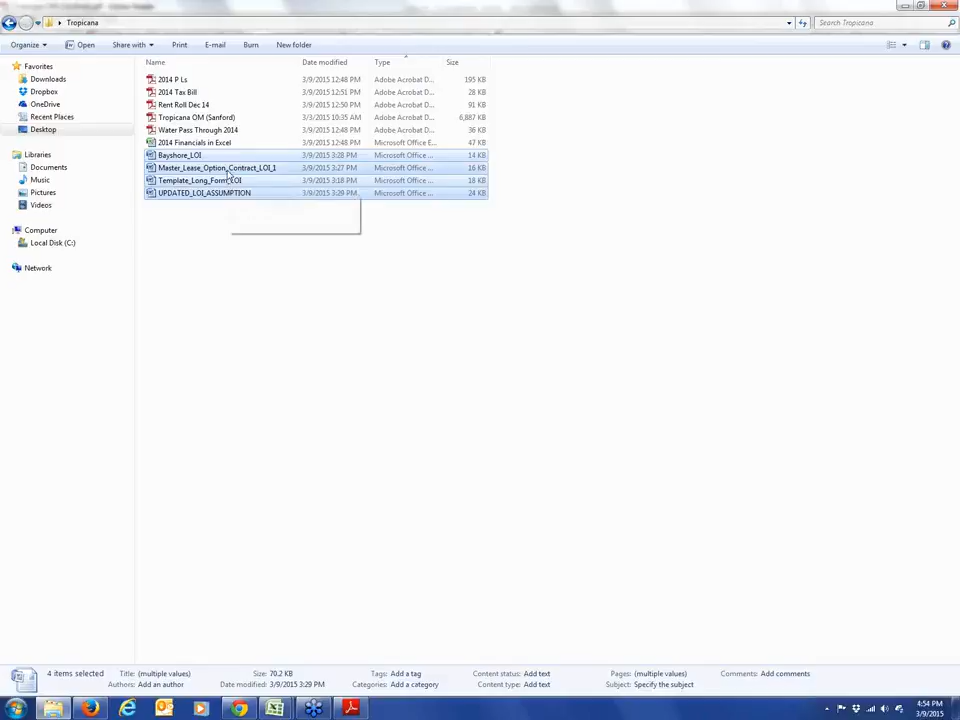 Tropicana
Search Tropicana
Organize Open Share with Print E-mail Burn New folder
Name Date modified Type Size
Favorites
Downloads
Dropbox
OneDrive
Recent Places
Desktop
Libraries
Documents
Music
Pictures
Videos
Computer
Local Disk (C:)
Network
2014 P Ls 3/9/2015 12:48 PM Adobe Acrobat D... 195 KB
2014 Tax Bill 3/9/2015 12:51 PM Adobe Acrobat D... 28 KB
Rent Roll Dec 14 3/9/2015 12:50 PM Adobe Acrobat D... 91 KB
Tropicana OM (Sanford) 3/3/2015 10:35 AM Adobe Acrobat D... 6,887 KB
Water Pass Through 2014 3/9/2015 12:48 PM Adobe Acrobat D... 36 KB
2014 Financials in Excel 3/9/2015 12:48 PM Microsoft Office E... 47 KB
Bayshore_LOI 3/9/2015 3:28 PM Microsoft Office ... 14 KB
Master_Lease_Option_Contract_LOI_1 3/9/2015 3:27 PM Microsoft Office ... 16 KB
Template_Long_Form_LOI 3/9/2015 3:18 PM Microsoft Office ... 18 KB
UPDATED_LOI_ASSUMPTION 3/9/2015 3:29 PM Microsoft Office ... 24 KB
4 items selected Title: (multiple values) Size: 70.2 KB Tags: Add a tag Content status: Add text Pages: (multiple values) Comments: Add comments
Authors: Add an author Date modified: 3/9/2015 3:29 PM Categories: Add a category Content type: Add text Subject: Specify the subject
4:54 PM
3/9/2015